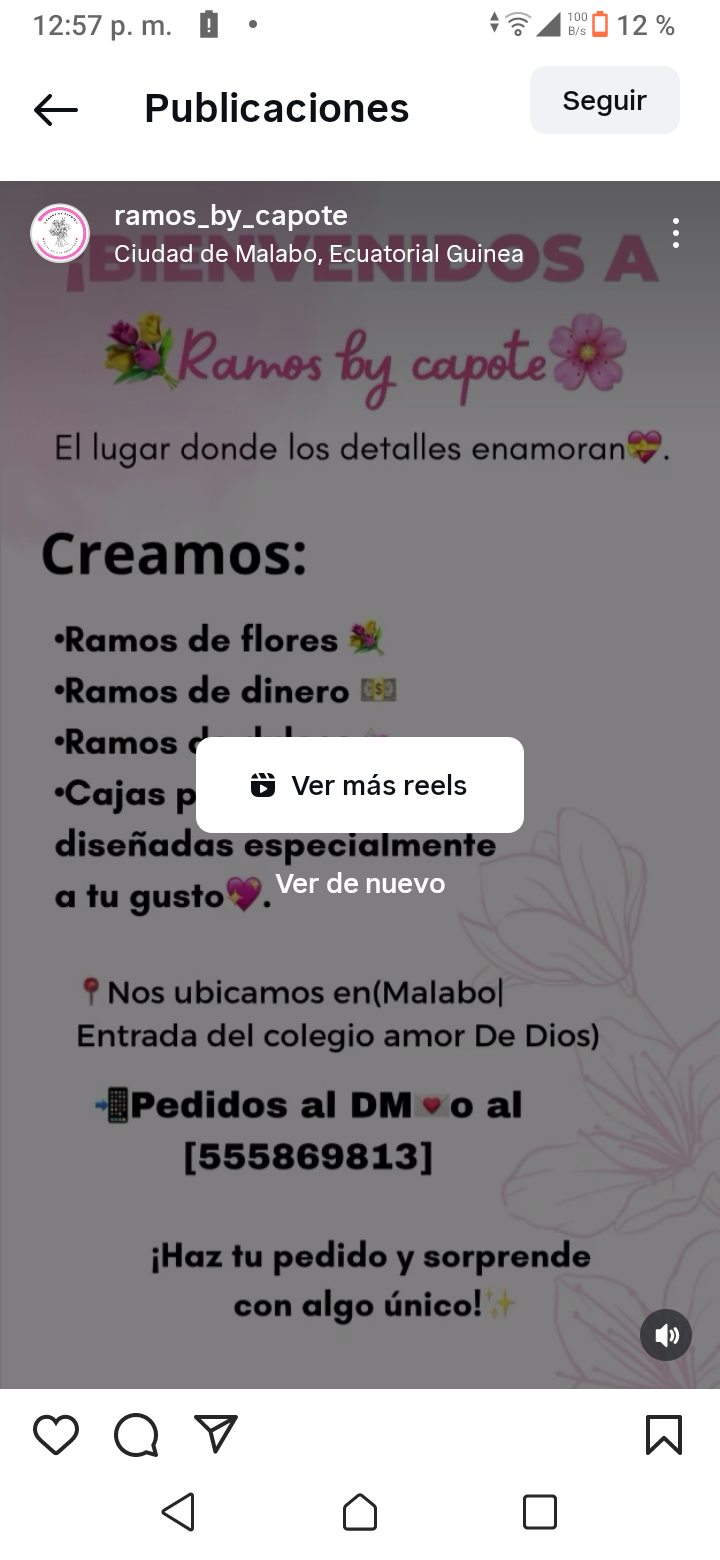 12:57 p. m.
100
B/s
12 %
Publicaciones
Seguir
ramos_by_capote
Ciudad de Malabo, Ecuatorial Guinea
¡BIENVENIDOS A
💐Ramos by capote🌸
El lugar donde los detalles enamoran💝.
Creamos:
•Ramos de flores 💐
•Ramos de dinero 💵
•Ramos
•Cajas
Ver más reels
diseñadas especialmente
a tu gusto💖.
Ver de nuevo
📍Nos ubicamos en(Malabo|
Entrada del colegio amor De Dios)
📲Pedidos al DM💌o al
[555869813]
¡Haz tu pedido y sorprende
con algo único!✨